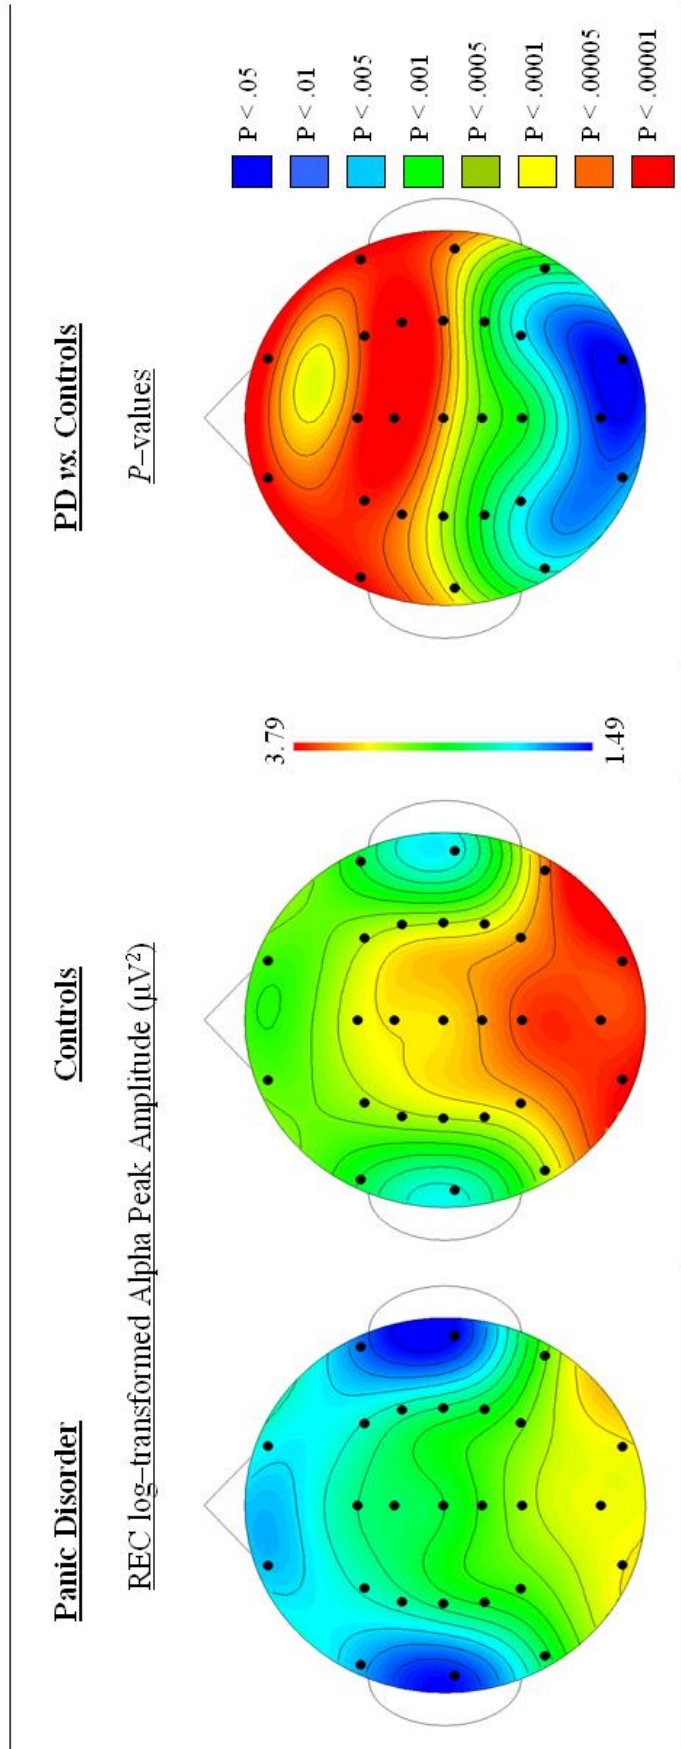 Panic Disorder
Controls
PD vs. Controls
REC log–transformed Alpha Peak Amplitude (μV²)
P–values
3.79
1.49
P < .05
P < .01
P < .005
P < .001
P < .0005
P < .0001
P < .00005
P < .00001